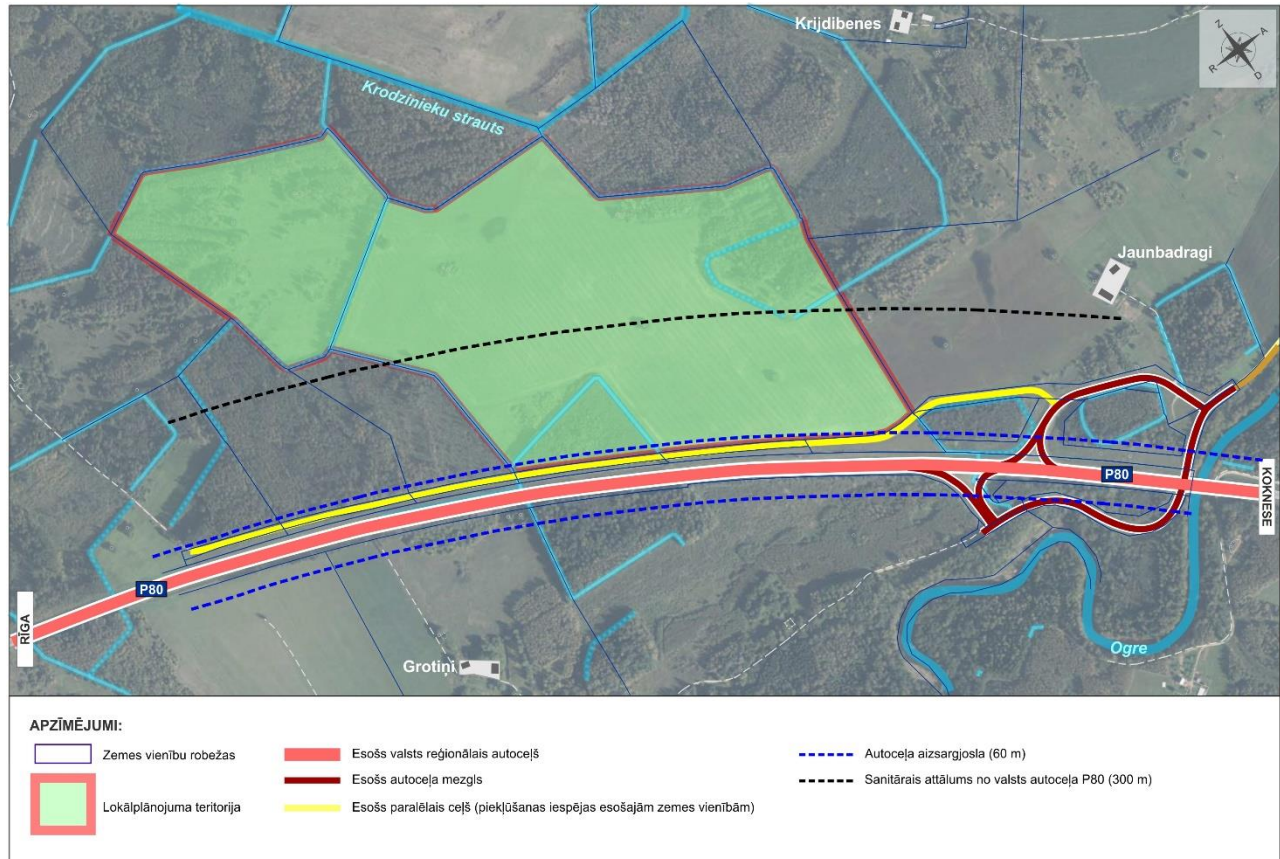 Krijdibenes
Z
A
R
D
Krodzinieku strauts
Jaunbadragi
P80
KOKNESE
P80
RĪGA
Grotiņi
Ogre
APZĪMĒJUMI:
Zemes vienību robežas
Lokālplānojuma teritorija
Esošs valsts reģionālais autoceļš
Esošs autoceļa mezgls
Esošs paralēlais ceļš (piekļūšanas iespējas esošajām zemes vienībām)
Autoceļa aizsargjosla (60 m)
Sanitārais attālums no valsts autoceļa P80 (300 m)